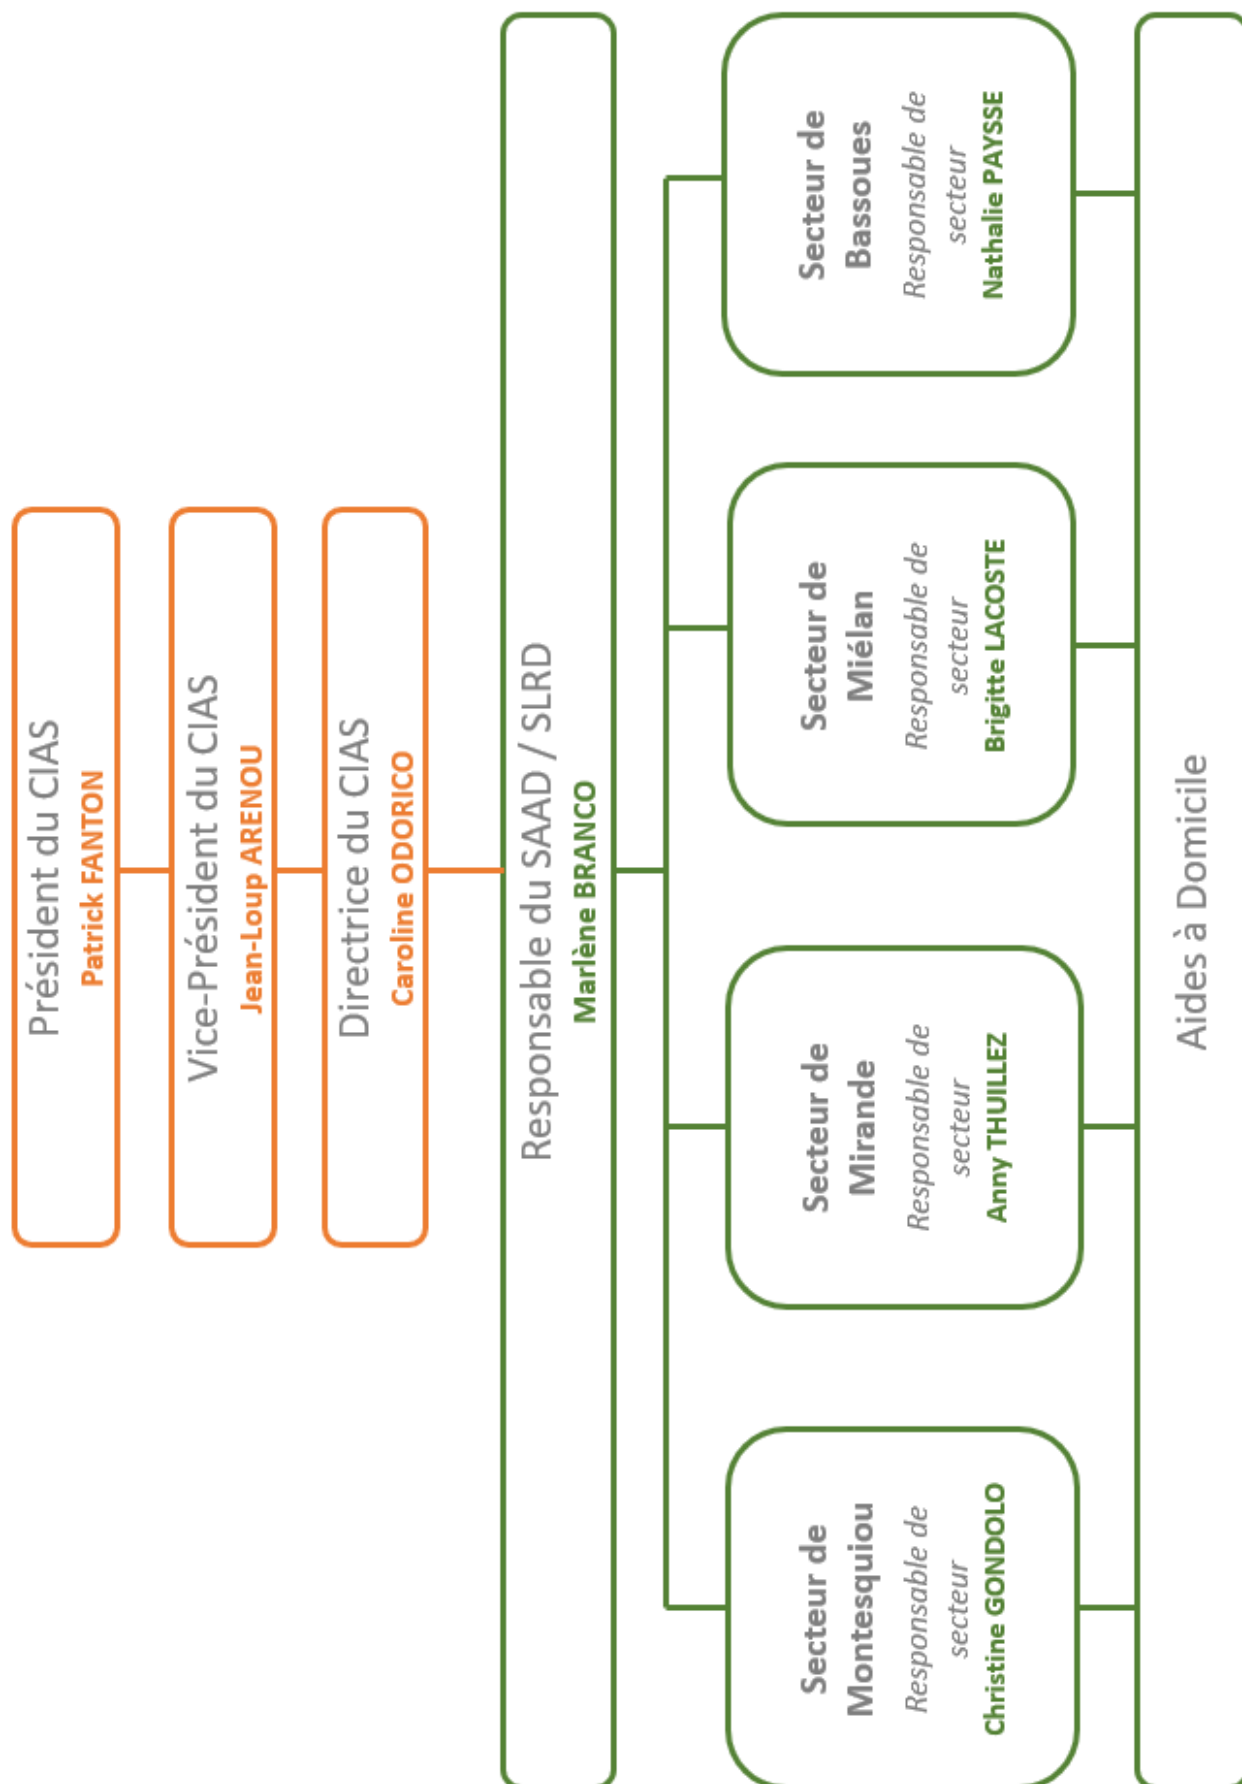 Président du CIAS
Patrick FANTON
Vice-Président du CIAS
Jean-Loup ARENOU
Directrice du CIAS
Caroline ODORICO
Responsable du SAAD / SLRD
Marlène BRANCO
Secteur de
Montesquiou
Responsable de
secteur
Christine GONDOLO
Secteur de
Mirande
Responsable de
secteur
Anny THUILLEZ
Secteur de
Miélan
Responsable de
secteur
Brigitte LACOSTE
Secteur de
Bassoues
Responsable de
secteur
Nathalie PAYSSE
Aides à Domicile